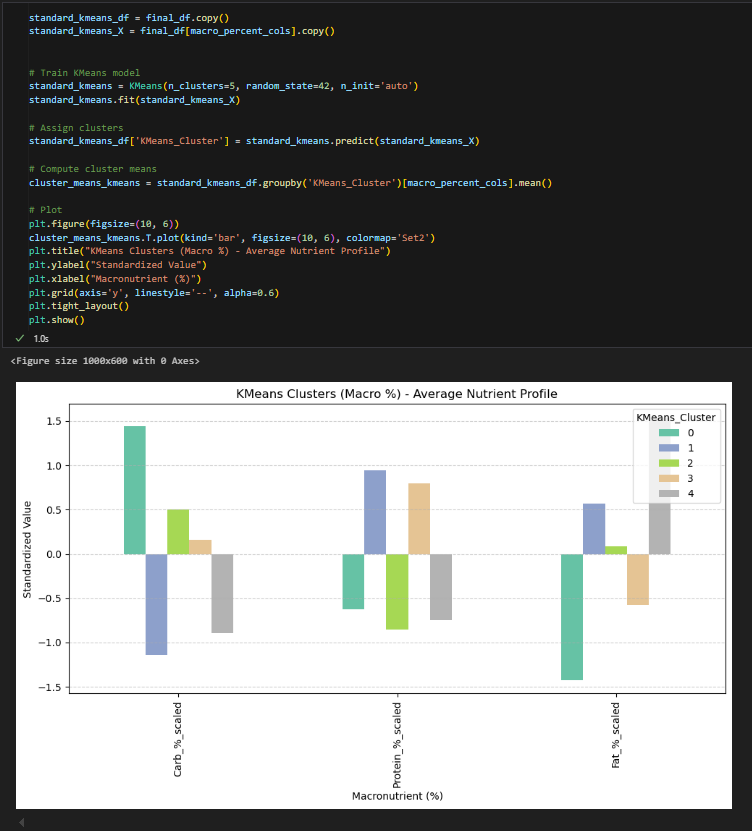 standard_kmeans_df = final_df.copy()
standard_kmeans_X = final_df[macro_percent_cols].copy()
# Train KMeans model
standard_kmeans = KMeans(n_clusters=5, random_state=42, n_init='auto')
standard_kmeans.fit(standard_kmeans_X)
# Assign clusters
standard_kmeans_df['KMeans_Cluster'] = standard_kmeans.predict(standard_kmeans_X)
# Compute cluster means
cluster_means_kmeans = standard_kmeans_df.groupby('KMeans_Cluster')[macro_percent_cols].mean()
# Plot
plt.figure(figsize=(10, 6))
cluster_means_kmeans.T.plot(kind='bar', figsize=(10, 6), colormap='Set2')
plt.title("KMeans Clusters (Macro %) - Average Nutrient Profile")
plt.ylabel("Standardized Value")
plt.xlabel("Macronutrient (%)")
plt.grid(axis='y', linestyle='--', alpha=0.6)
plt.tight_layout()
plt.show()
1.0s
<Figure size 1000x600 with 0 Axes>
KMeans Clusters (Macro %) - Average Nutrient Profile
KMeans_Cluster
0
1
2
3
4
1.5
1.0
0.5
0.0
−0.5
−1.0
−1.5
Standardized Value
Carb_%_scaled
Protein_%_scaled
Fat_%_scaled
Macronutrient (%)